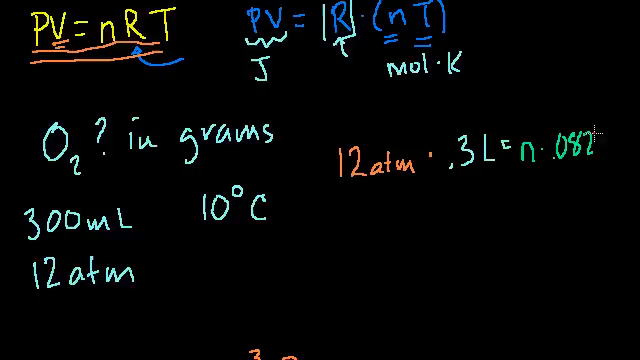 PV = nRT
PV = R · (nT)
J
mol · K
O₂ ? in grams
12atm · .3L = n · .082
300mL 10°C
12atm